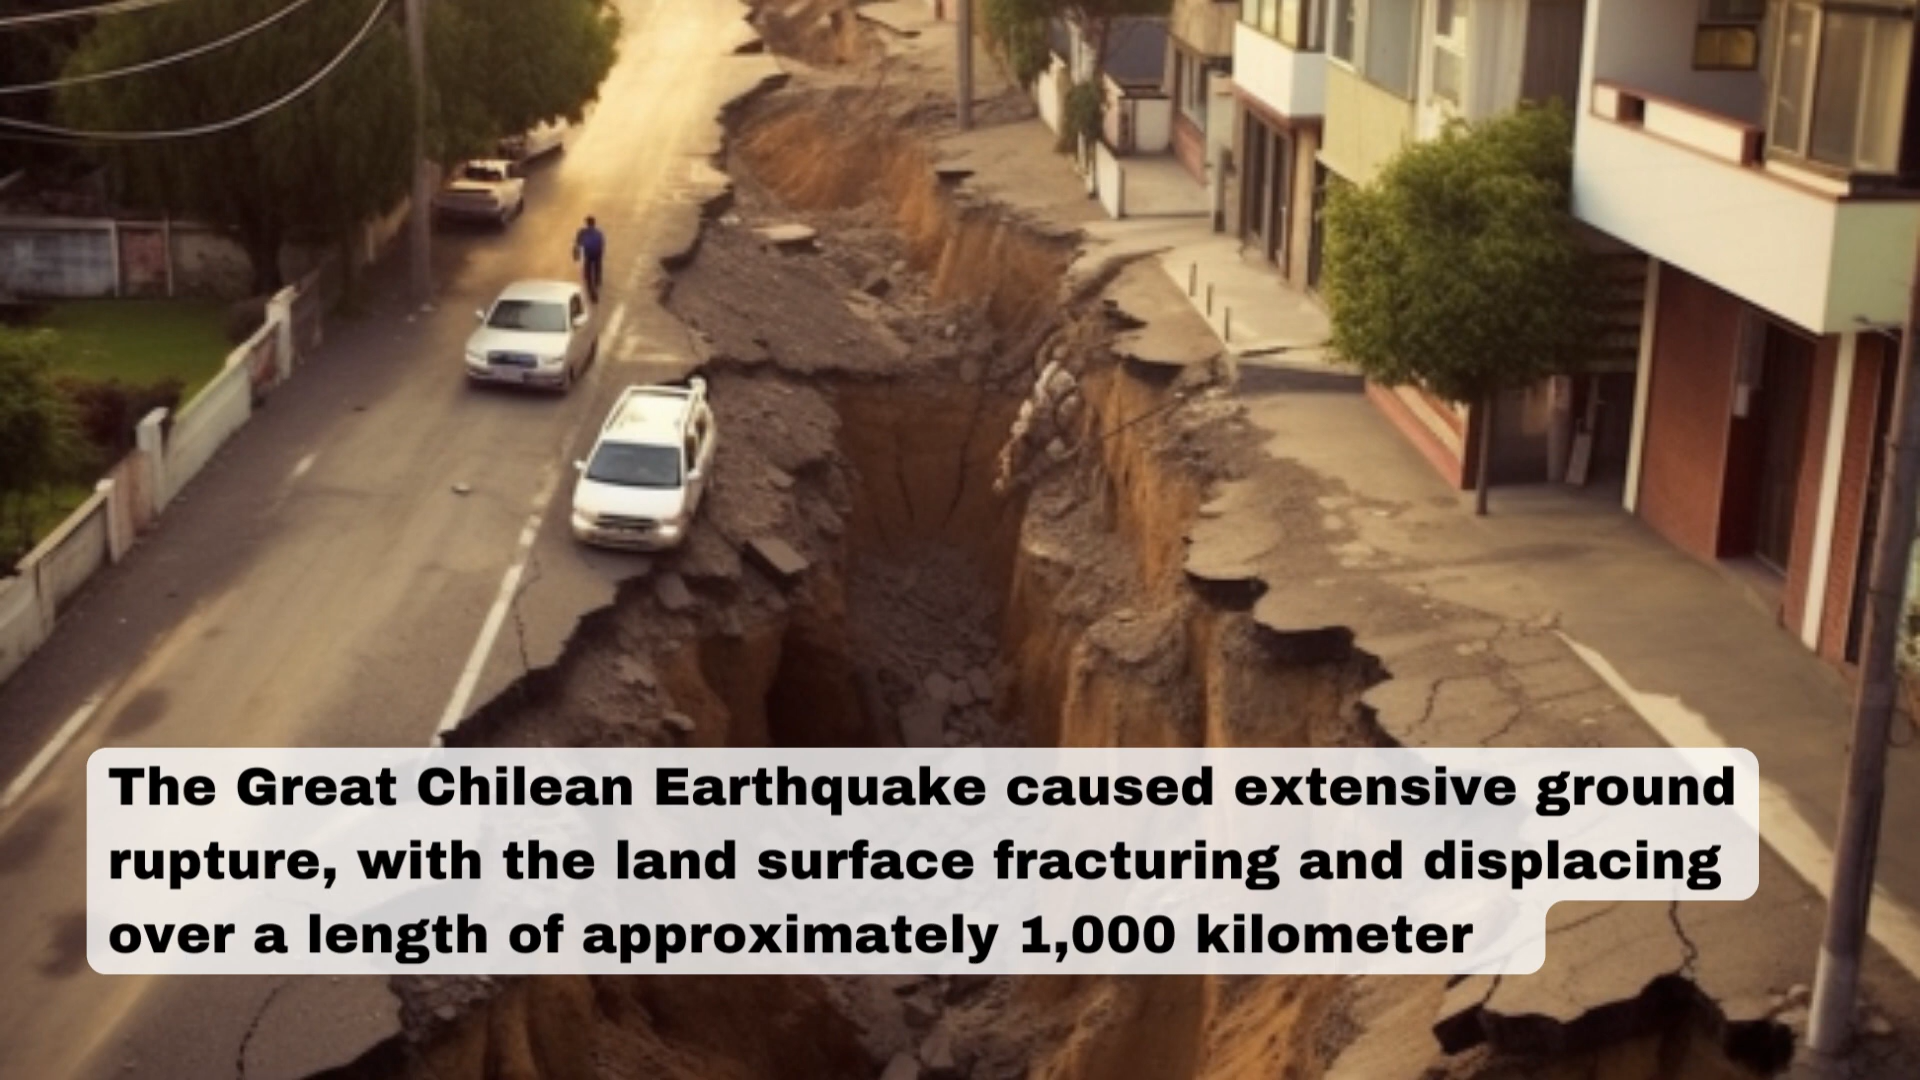 The Great Chilean Earthquake caused extensive ground
rupture, with the land surface fracturing and displacing
over a length of approximately 1,000 kilometer